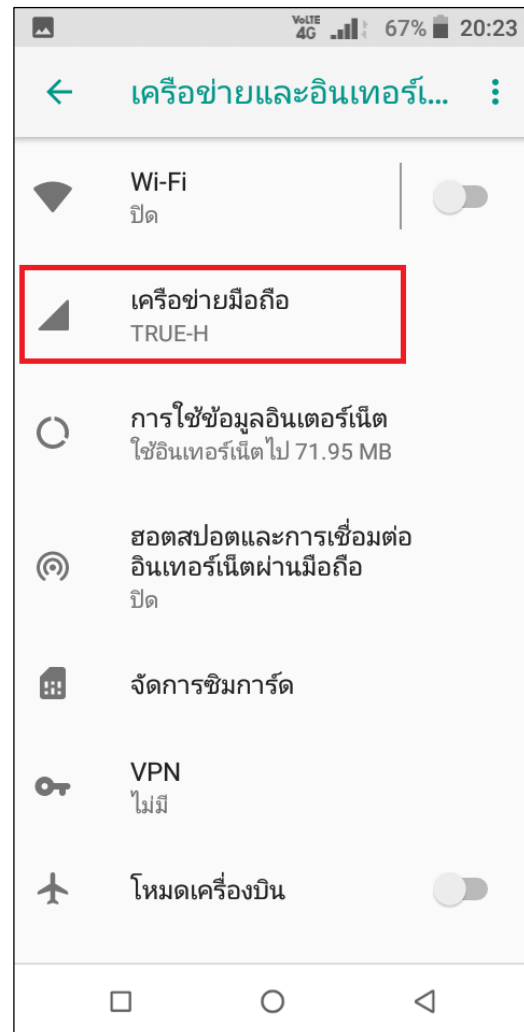 VoLTE
4G 67% 20:23
เครือข่ายและอินเทอร์เ...
Wi-Fi
ปิด
เครือข่ายมือถือ
TRUE-H
การใช้ข้อมูลอินเตอร์เน็ต
ใช้อินเทอร์เน็ตไป 71.95 MB
ฮอตสปอตและการเชื่อมต่อ
อินเทอร์เน็ตผ่านมือถือ
ปิด
จัดการซิมการ์ด
VPN
ไม่มี
โหมดเครื่องบิน